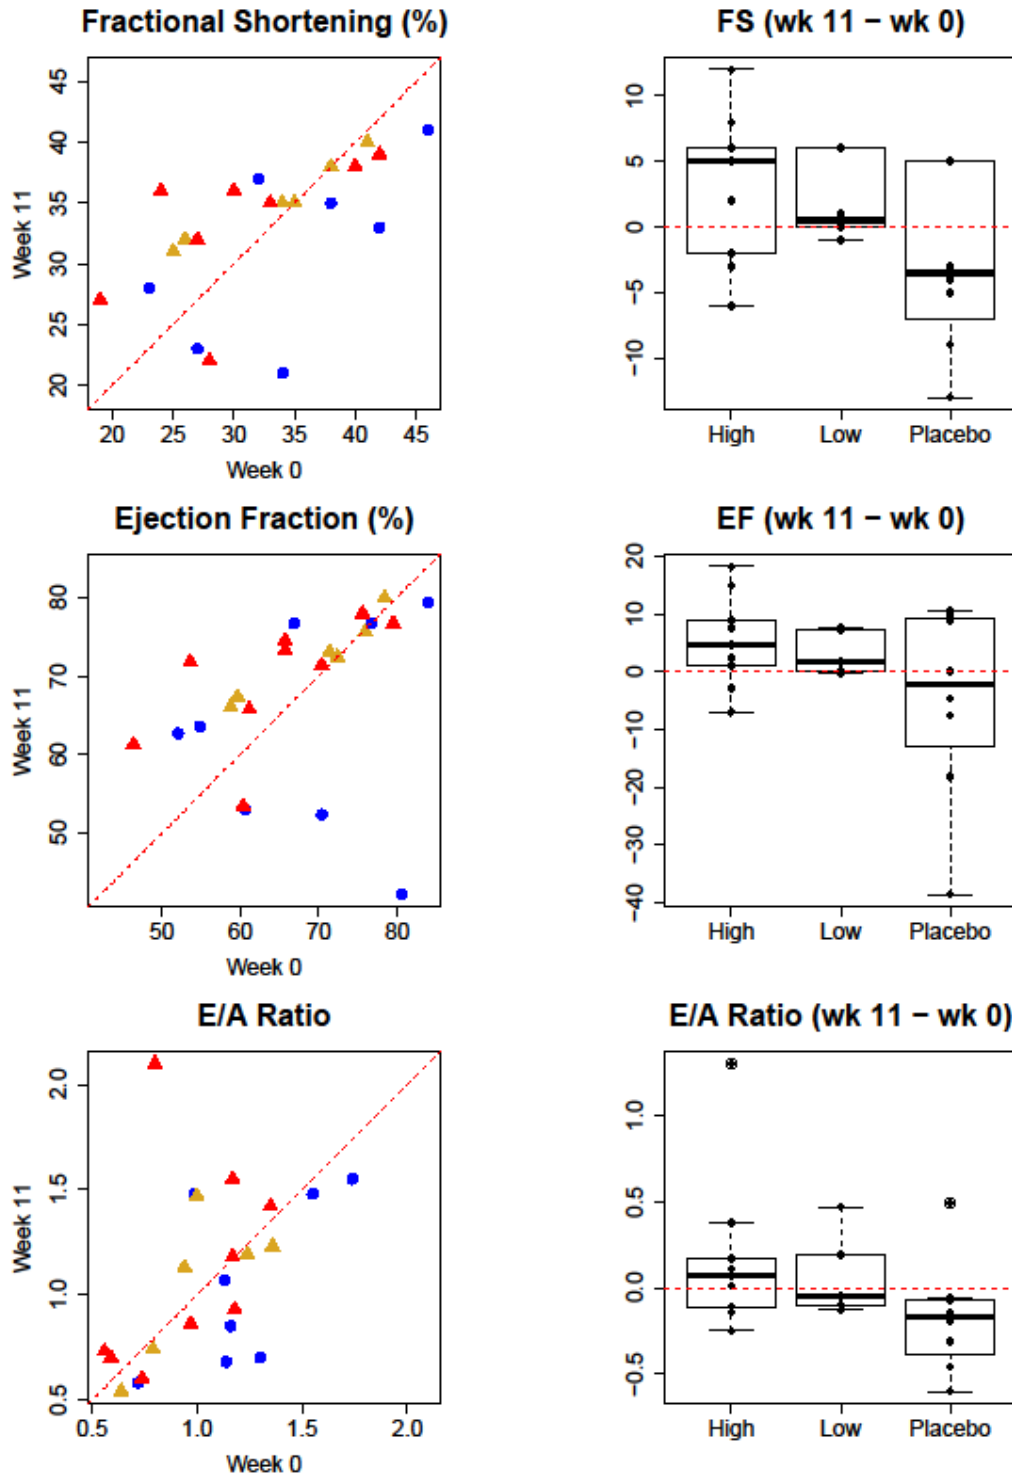 Fractional Shortening (%)
45
40
35
30
25
20
Week 11
20 25 30 35 40 45
Week 0
FS (wk 11 − wk 0)
10
5
0
−5
−10
High Low Placebo
Ejection Fraction (%)
80
70
60
50
Week 11
50 60 70 80
Week 0
EF (wk 11 − wk 0)
20
10
0
−10
−20
−30
−40
High Low Placebo
E/A Ratio
2.0
1.5
1.0
0.5
Week 11
0.5 1.0 1.5 2.0
Week 0
E/A Ratio (wk 11 − wk 0)
1.0
0.5
0.0
−0.5
High Low Placebo